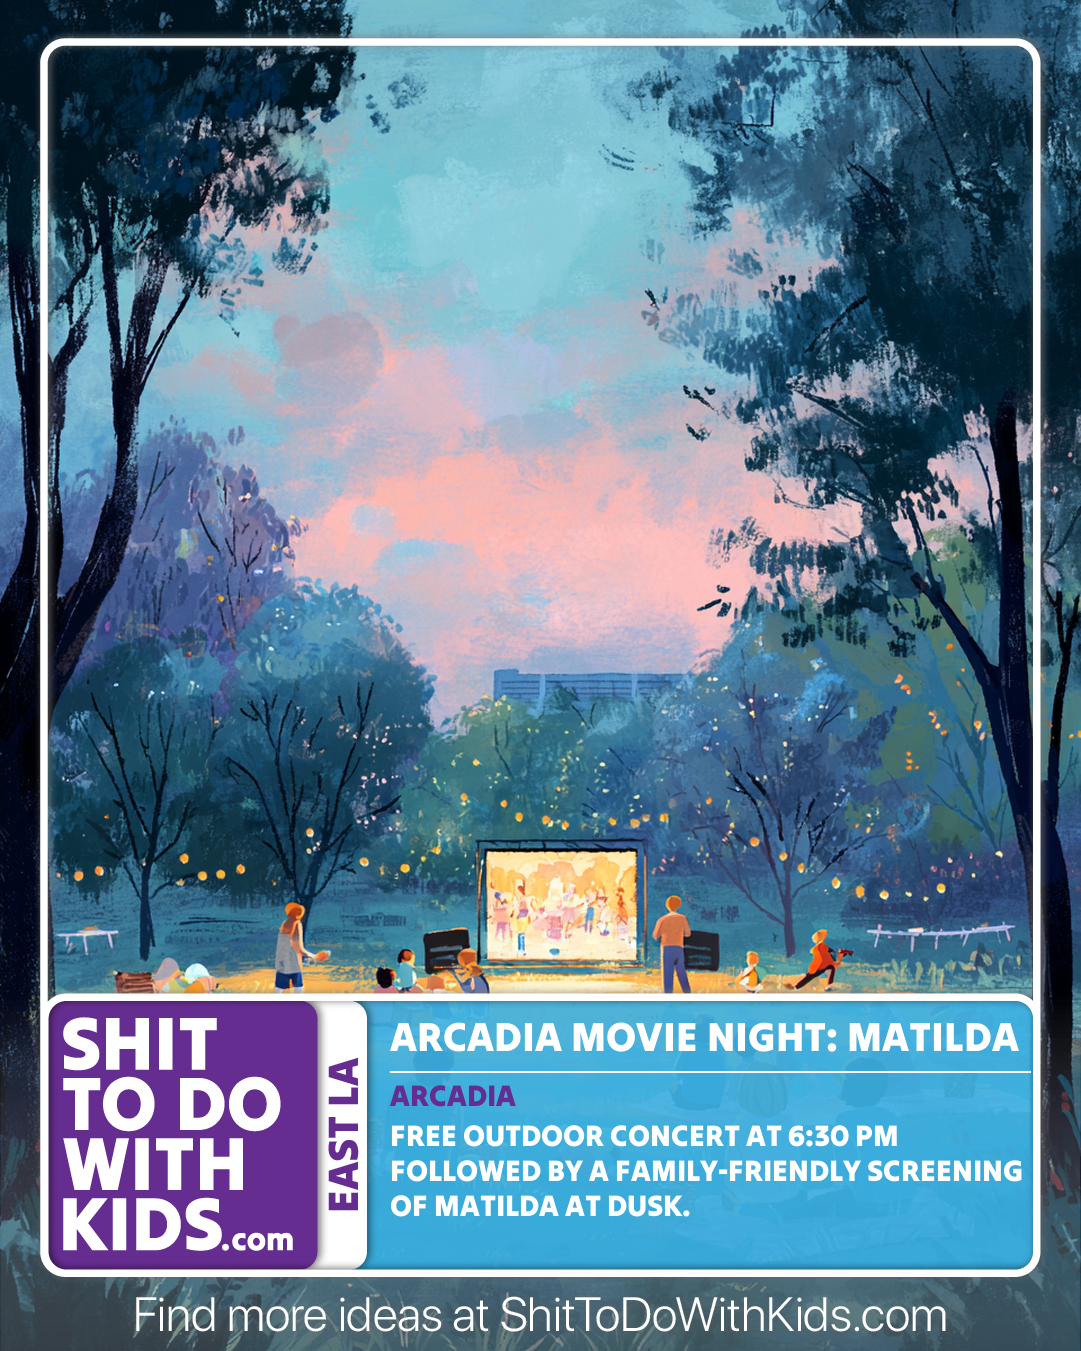 SHIT
TO DO
WITH
KIDS.com
EAST LA
ARCADIA MOVIE NIGHT: MATILDA
ARCADIA
FREE OUTDOOR CONCERT AT 6:30 PM
FOLLOWED BY A FAMILY-FRIENDLY SCREENING
OF MATILDA AT DUSK.
Find more ideas at ShitToDoWithKids.com